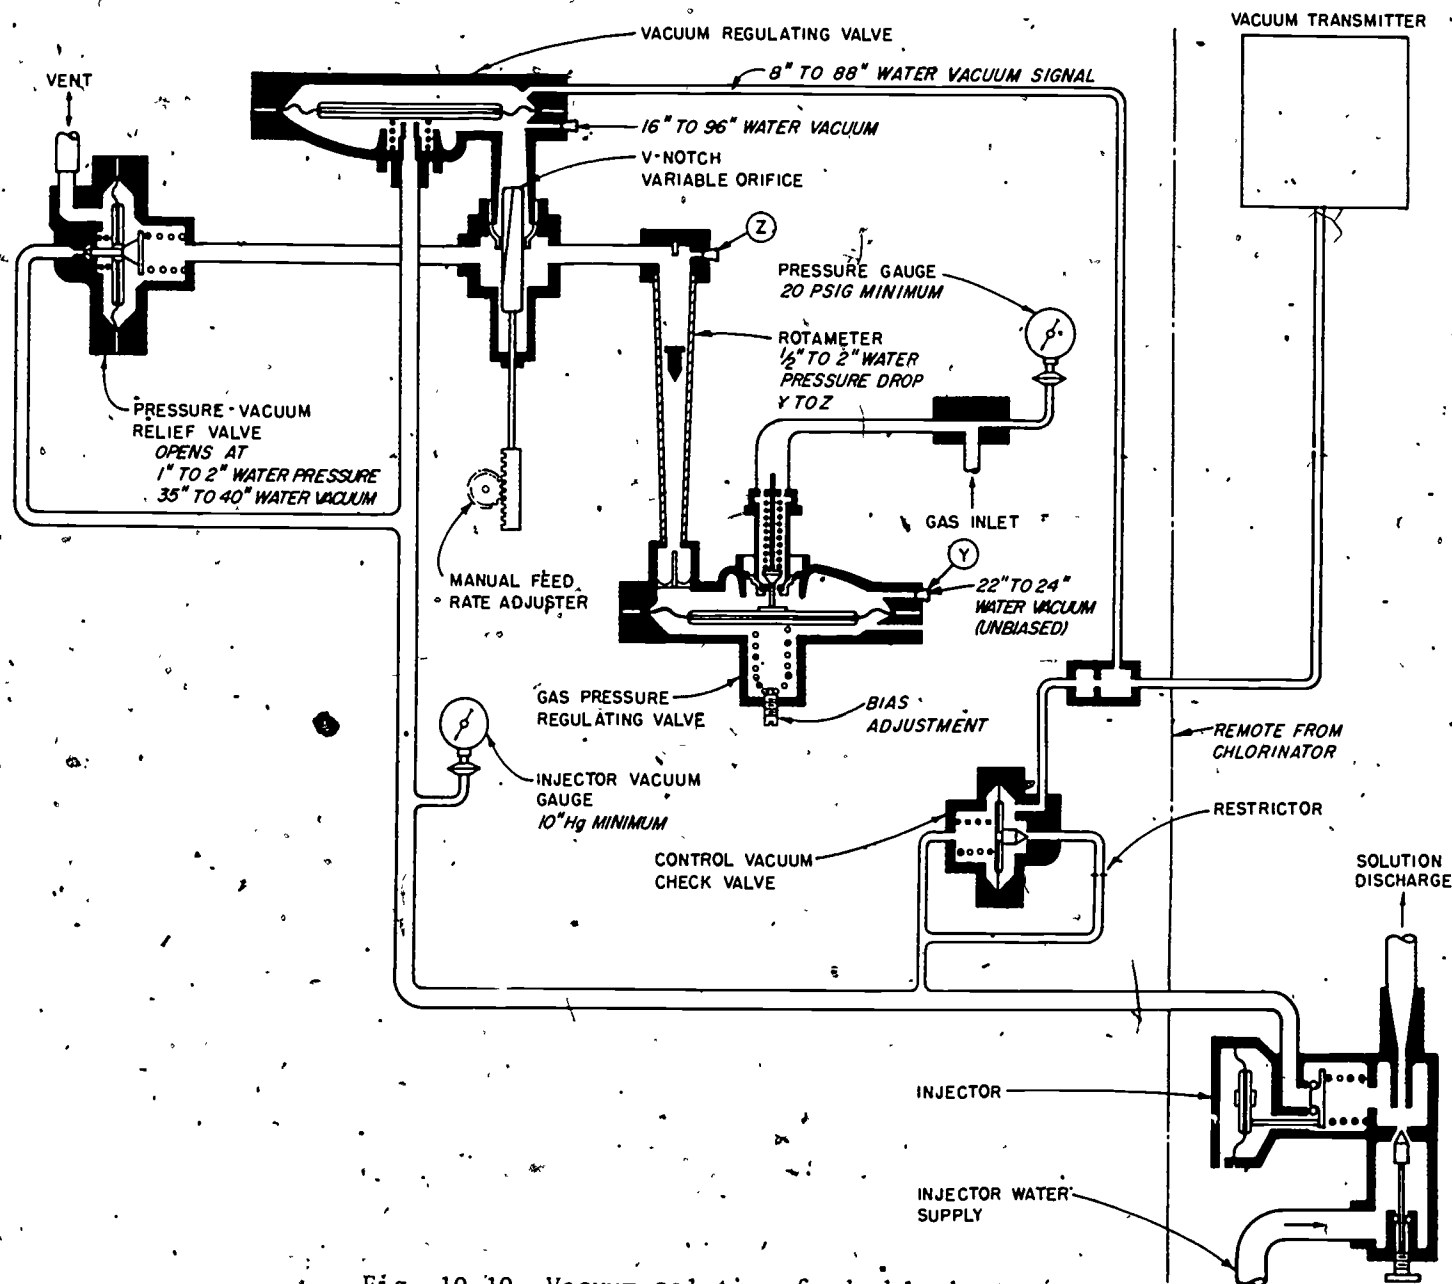 VACUUM TRANSMITTER
VACUUM REGULATING VALVE
8" TO 88" WATER VACUUM SIGNAL
VENT
16" TO 96" WATER VACUUM
V-NOTCH
VARIABLE ORIFICE
Z
PRESSURE GAUGE
20 PSIG MINIMUM
ROTAMETER
1/2" TO 2" WATER
PRESSURE DROP
Y TO Z
PRESSURE-VACUUM
RELIEF VALVE
OPENS AT
1" TO 2" WATER PRESSURE
35" TO 40" WATER VACUUM
GAS INLET
Y
MANUAL FEED
RATE ADJUSTER
22" TO 24"
WATER VACUUM
(UNBIASED)
GAS PRESSURE
REGULATING VALVE
BIAS
ADJUSTMENT
REMOTE FROM
CHLORINATOR
INJECTOR VACUUM
GAUGE
10" Hg MINIMUM
RESTRICTOR
CONTROL VACUUM
CHECK VALVE
SOLUTION
DISCHARGE
INJECTOR
INJECTOR WATER
SUPPLY
Fig. 10.10 Vacuum solution feed